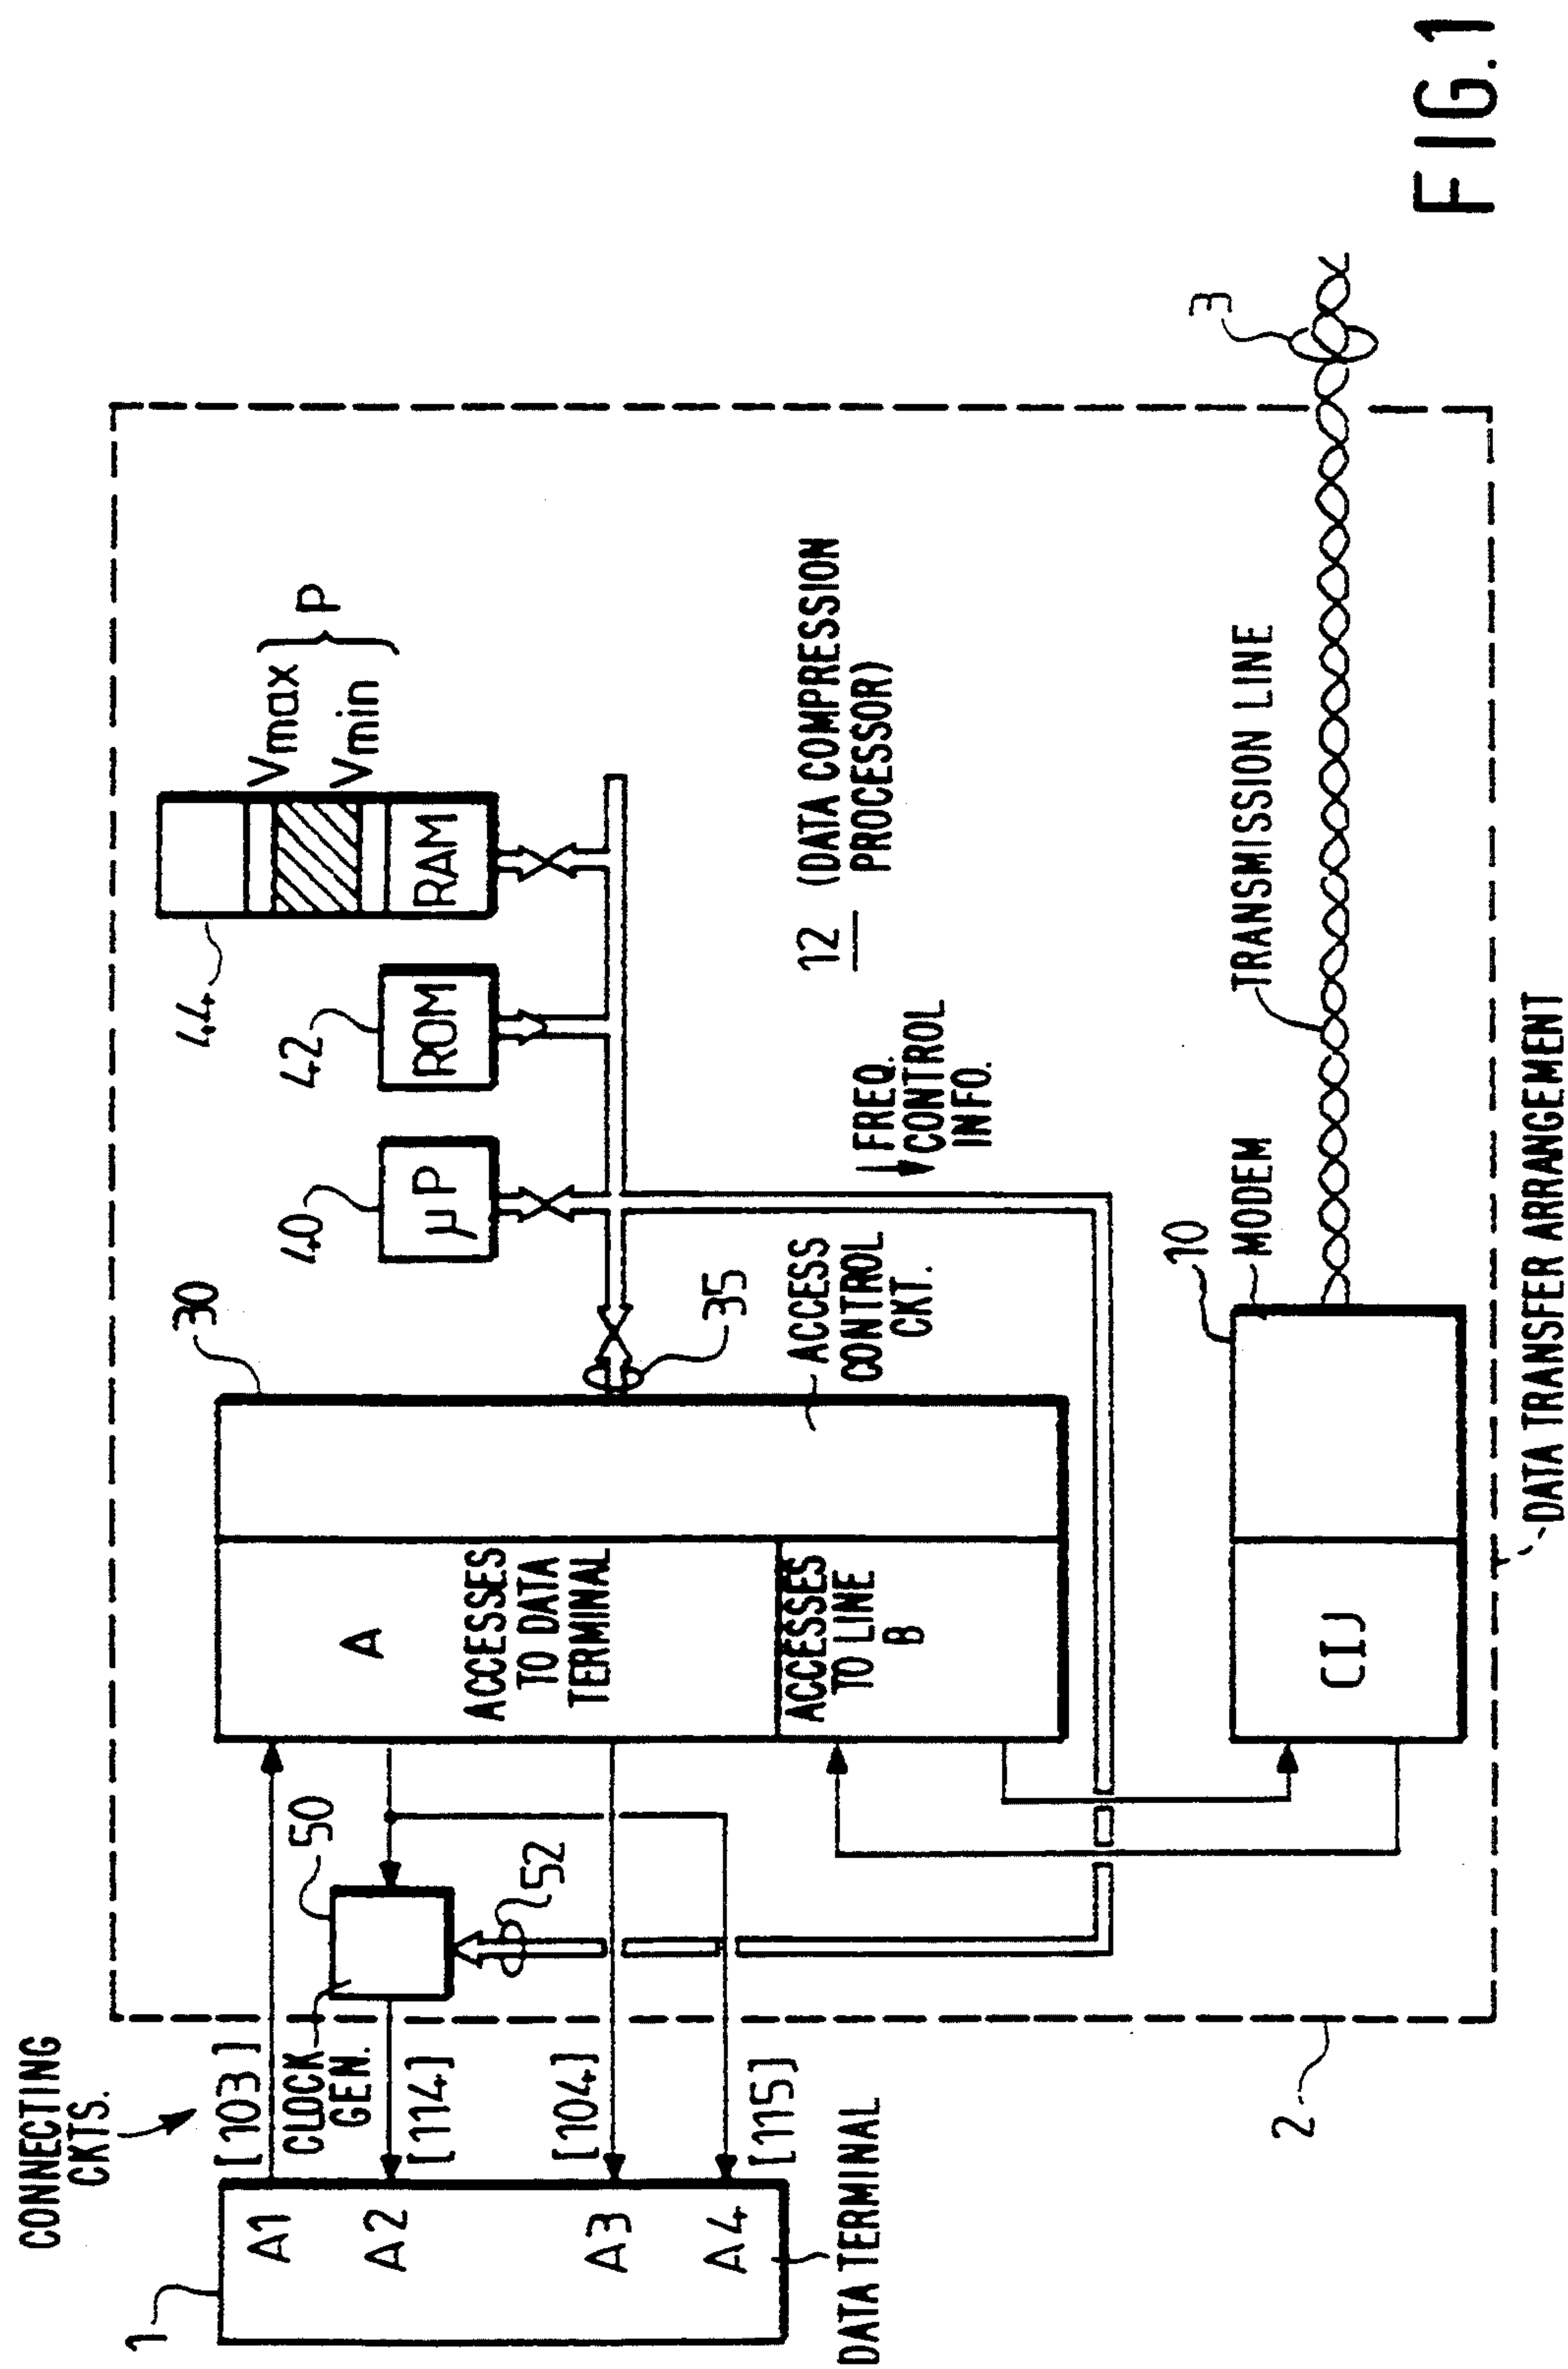 CONNECTING
CKTS.
1
A1
A2
A3
A4
DATA TERMINAL
[103]
CLOCK
GEN.
[114]
[104]
[115]
2
50
52
30
A
ACCESSES
TO DATA
TERMINAL
ACCESSES
TO LINE
B
ACCESS
CONTROL
CKT.
35
40
μP
42
ROM
44
RAM
Vmax
Vmin
P
FREQ.
CONTROL
INFO.
12 (DATA COMPRESSION
PROCESSOR)
CIJ
10
MODEM
TRANSMISSION LINE
3
DATA TRANSFER ARRANGEMENT
FIG.1